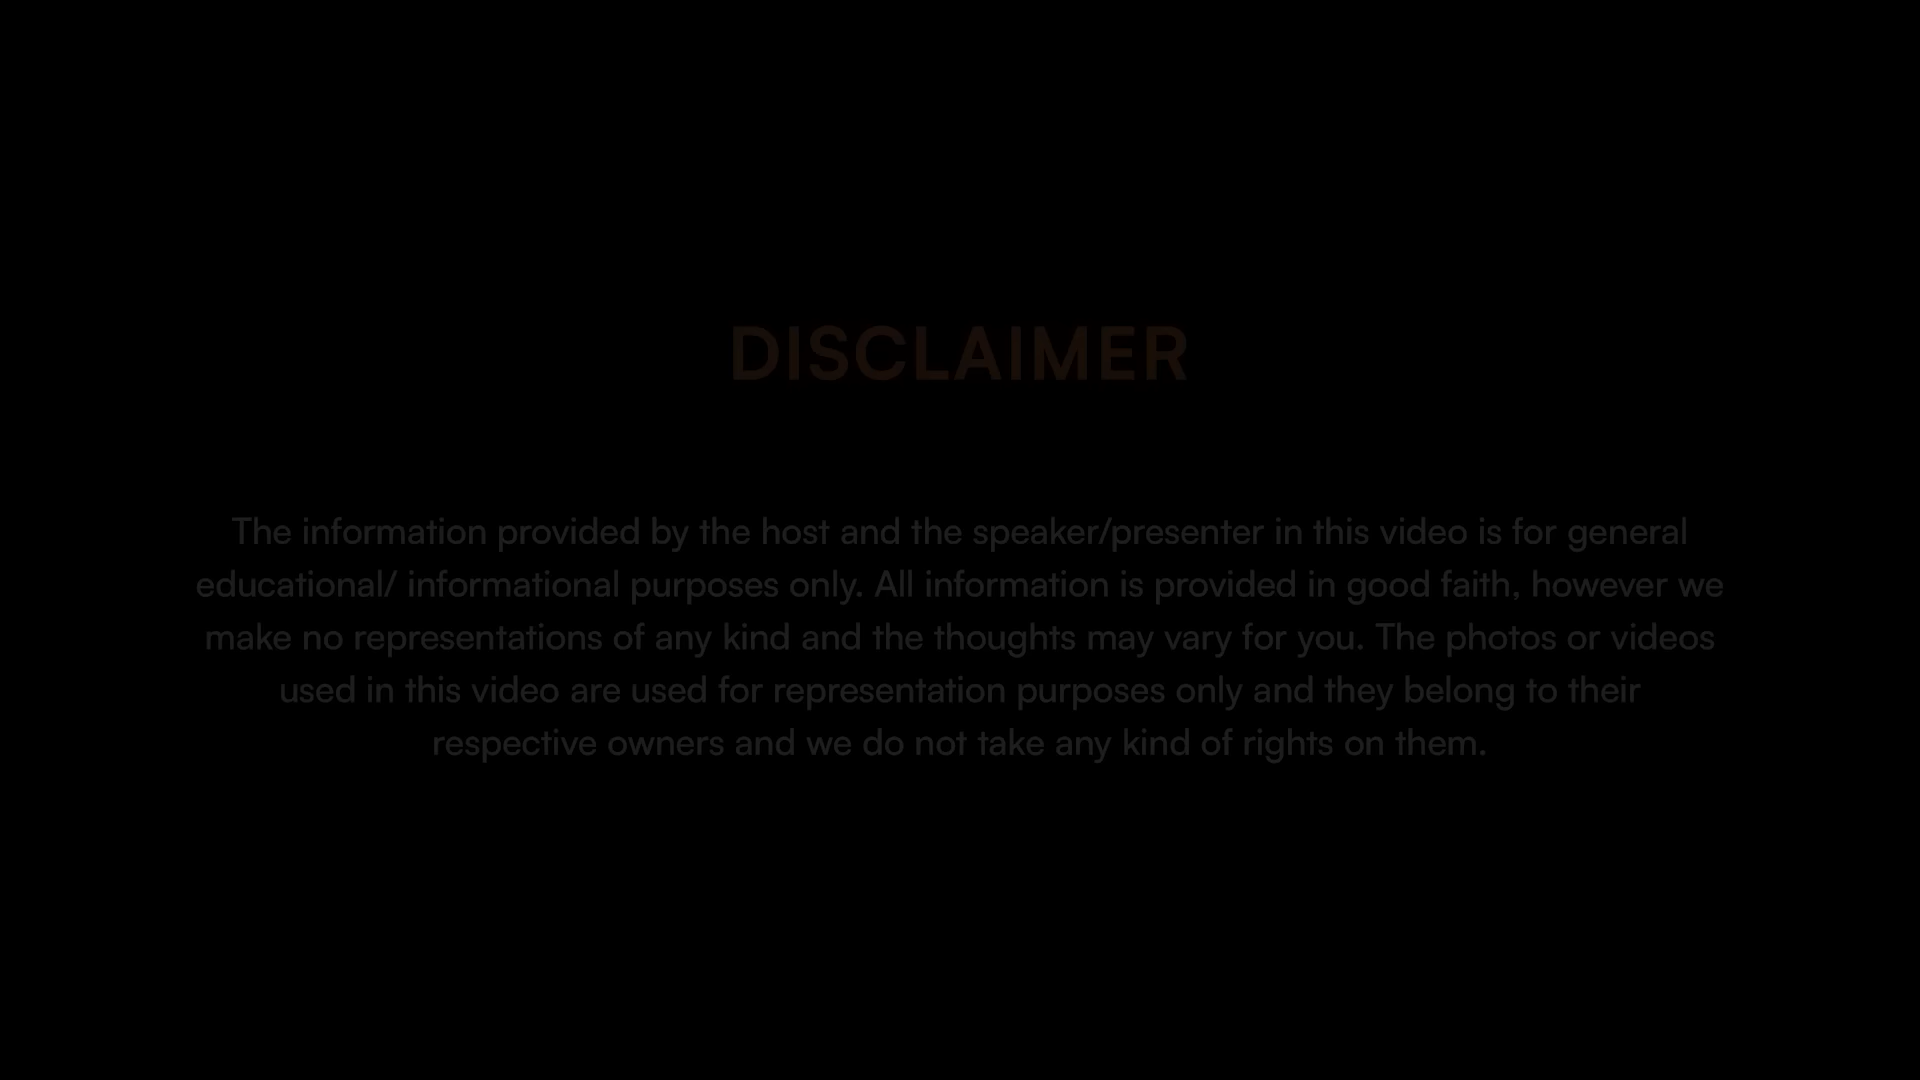 DISCLAIMER
The information provided by the host and the speaker/presenter in this video is for general
educational/ informational purposes only. All information is provided in good faith, however we
make no representations of any kind and the thoughts may vary for you. The photos or videos
used in this video are used for representation purposes only and they belong to their
respective owners and we do not take any kind of rights on them.